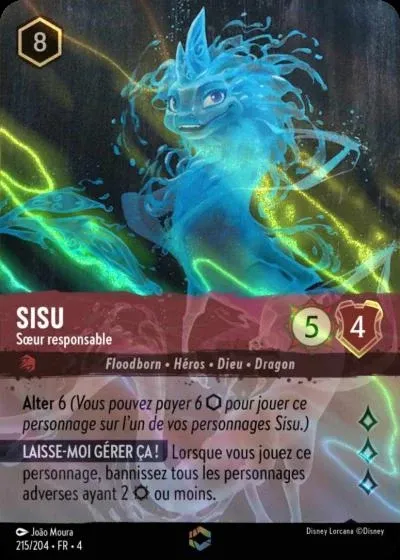 8
SISU
Sœur responsable
5
4
Floodborn • Héros • Dieu • Dragon
Alter 6 (Vous pouvez payer 6 ⬡ pour jouer ce
personnage sur l'un de vos personnages Sisu.)
LAISSE-MOI GÉRER ÇA ! Lorsque vous jouez ce
personnage, bannissez tous les personnages
adverses ayant 2 ¤ ou moins.
João Moura
215/204 • FR • 4
Disney Lorcana ©Disney